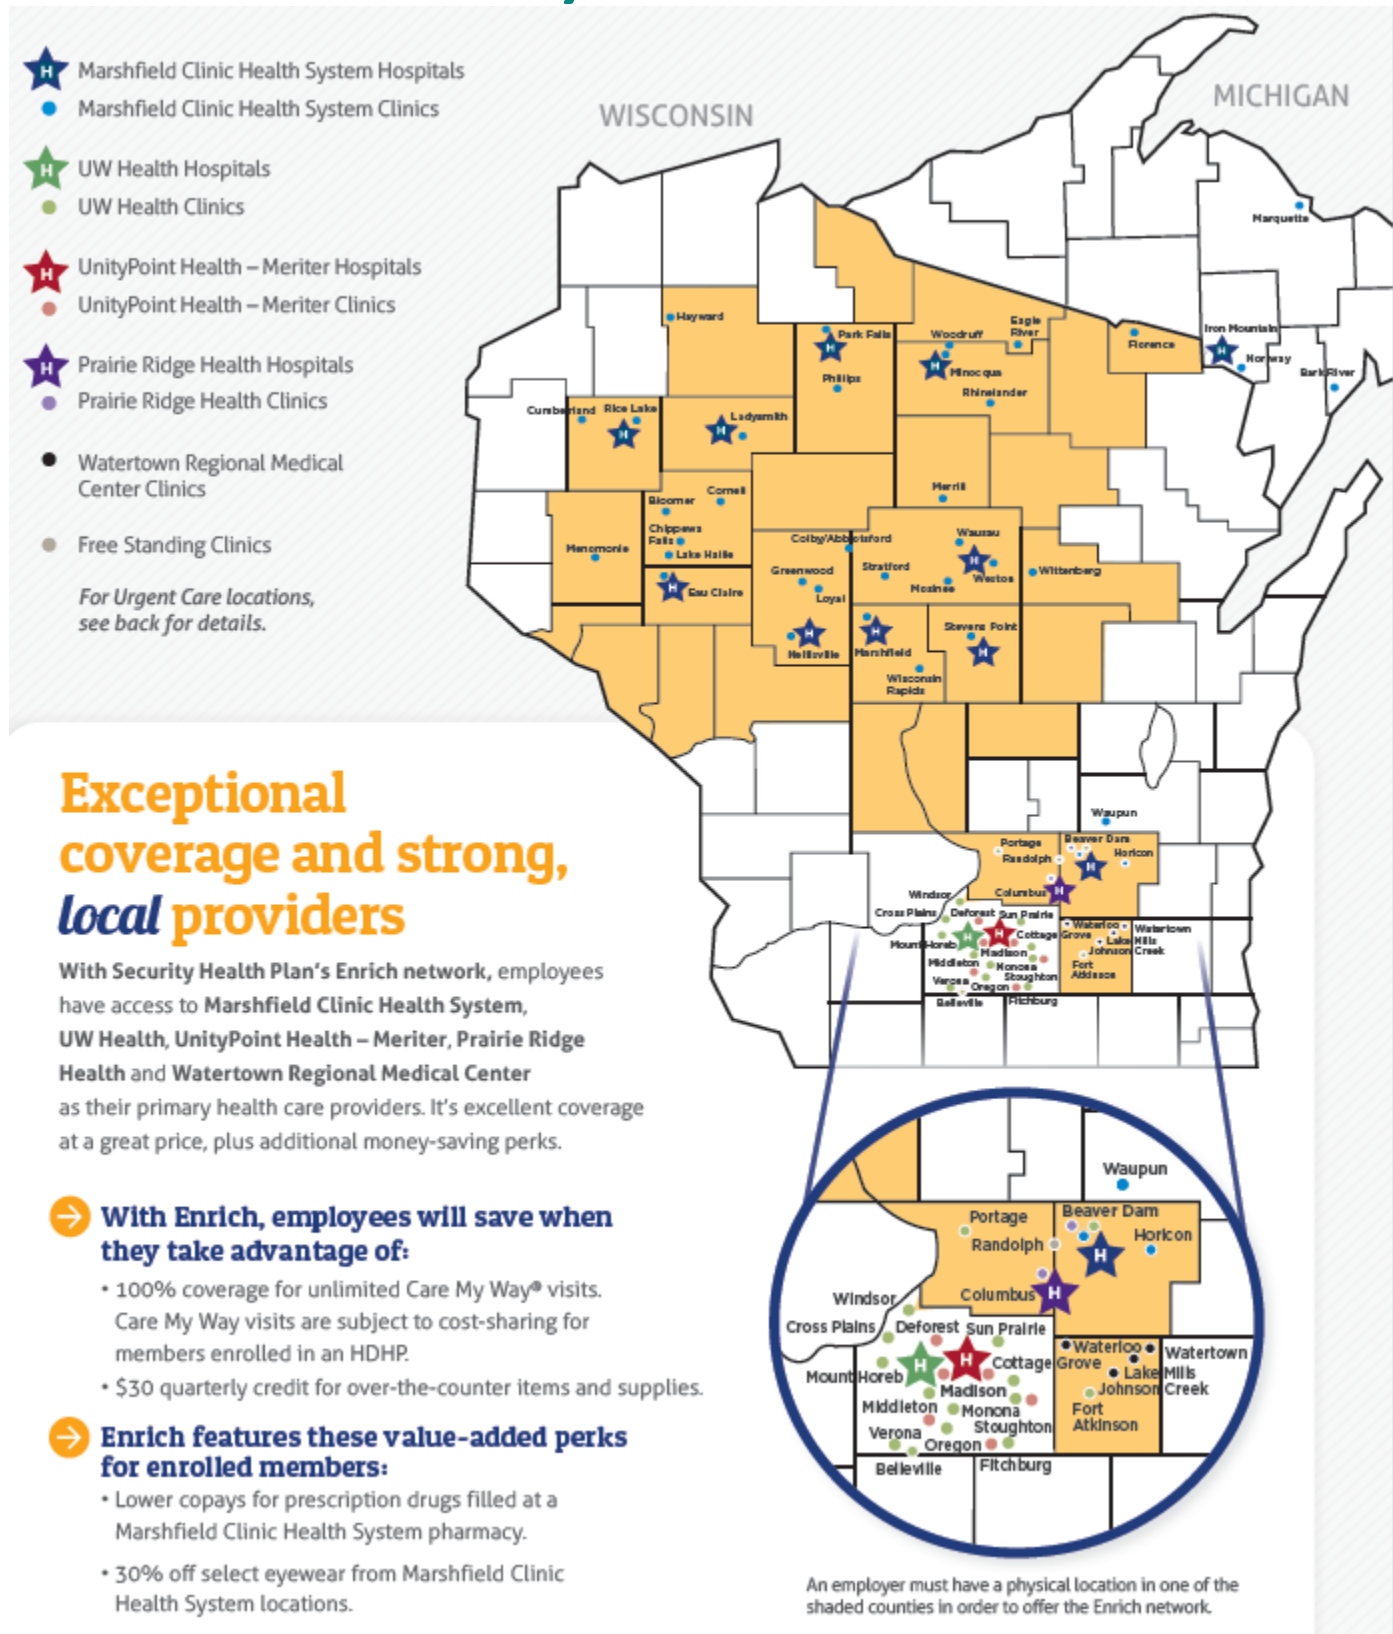 WISCONSIN
MICHIGAN
H Marshfield Clinic Health System Hospitals
Marshfield Clinic Health System Clinics
H UW Health Hospitals
UW Health Clinics
H UnityPoint Health – Meriter Hospitals
UnityPoint Health – Meriter Clinics
H Prairie Ridge Health Hospitals
Prairie Ridge Health Clinics
Watertown Regional Medical
Center Clinics
Free Standing Clinics
For Urgent Care locations,
see back for details.
Marquette
Iron Mountain
H
Norway
Bark River
Hayward
Park Falls
H
Phillips
Woodruff
Eagle
River
H
Minocqua
Rhinelander
Florence
Cumberland
Rice Lake
H
Ladysmith
H
Bloomer
Cornell
Chippewa
Falls
Lake Hallie
Menomonie
H
Eau Claire
Merrill
Colby/Abbotsford
Wausau
H
Weston
Greenwood
Stratford
Mosinee
Wittenberg
Loyal
H
Neillsville
H
Marshfield
Stevens Point
H
Wisconsin
Rapids
Waupun
Portage
Beaver Dam
Randolph
Horicon
H
Columbus
H
Windsor
Cross Plains
Deforest
Sun Prairie
H
H
Cottage Grove
Waterloo
Watertown
Lake Mills
Mount Horeb
Madison
Johnson Creek
Middleton
Monona
Fort
Atkinson
Verona
Stoughton
Oregon
Belleville
Fitchburg
Exceptional
coverage and strong,
local providers
With Security Health Plan’s Enrich network, employees
have access to Marshfield Clinic Health System,
UW Health, UnityPoint Health – Meriter, Prairie Ridge
Health and Watertown Regional Medical Center
as their primary health care providers. It’s excellent coverage
at a great price, plus additional money-saving perks.
With Enrich, employees will save when
they take advantage of:
• 100% coverage for unlimited Care My Way® visits.
Care My Way visits are subject to cost-sharing for
members enrolled in an HDHP.
• $30 quarterly credit for over-the-counter items and supplies.
Enrich features these value-added perks
for enrolled members:
• Lower copays for prescription drugs filled at a
Marshfield Clinic Health System pharmacy.
• 30% off select eyewear from Marshfield Clinic
Health System locations.
Waupun
Portage
Beaver Dam
Randolph
Horicon
H
Columbus
H
Windsor
Cross Plains
Deforest
Sun Prairie
H
H
Cottage Grove
Waterloo
Watertown
Lake Mills
Mount Horeb
Madison
Johnson Creek
Middleton
Monona
Fort
Atkinson
Verona
Stoughton
Oregon
Belleville
Fitchburg
An employer must have a physical location in one of the
shaded counties in order to offer the Enrich network.